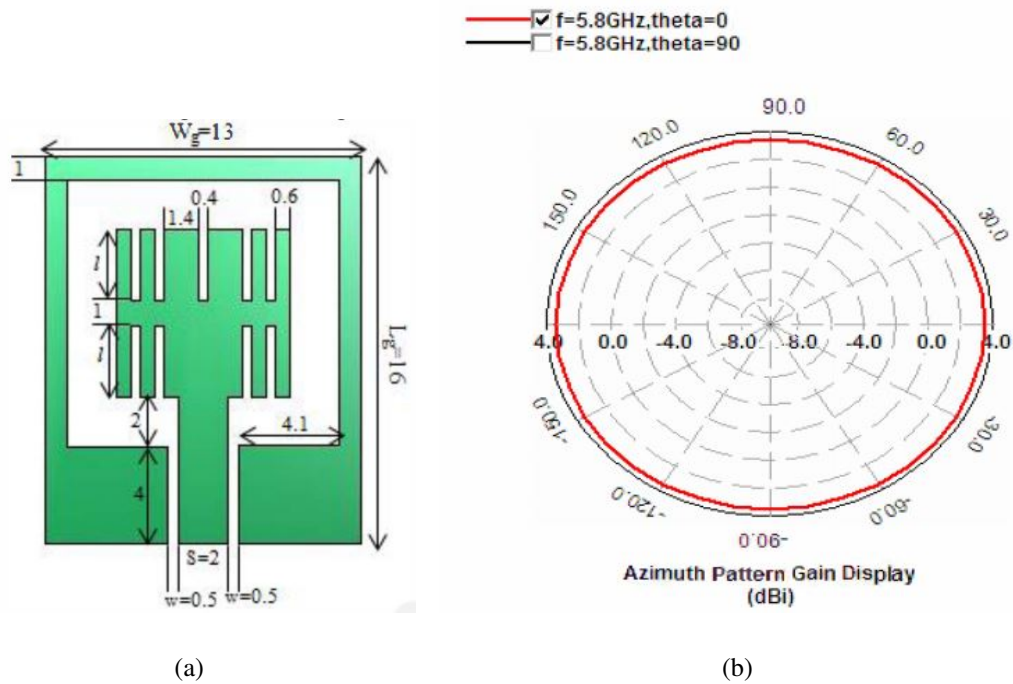 f=5.8GHz,theta=0
f=5.8GHz,theta=90
Wg=13
1
0.4
0.6
1.4
l
1
l
Lg=16
2
4.1
4
S=2
w=0.5
w=0.5
90.0
120.0
60.0
150.0
30.0
4.0 0.0 -4.0 -8.0 -8.0 -4.0 0.0 4.0
-150.0
-30.0
-120.0
-60.0
-90.0
Azimuth Pattern Gain Display
(dBi)
(a)
(b)